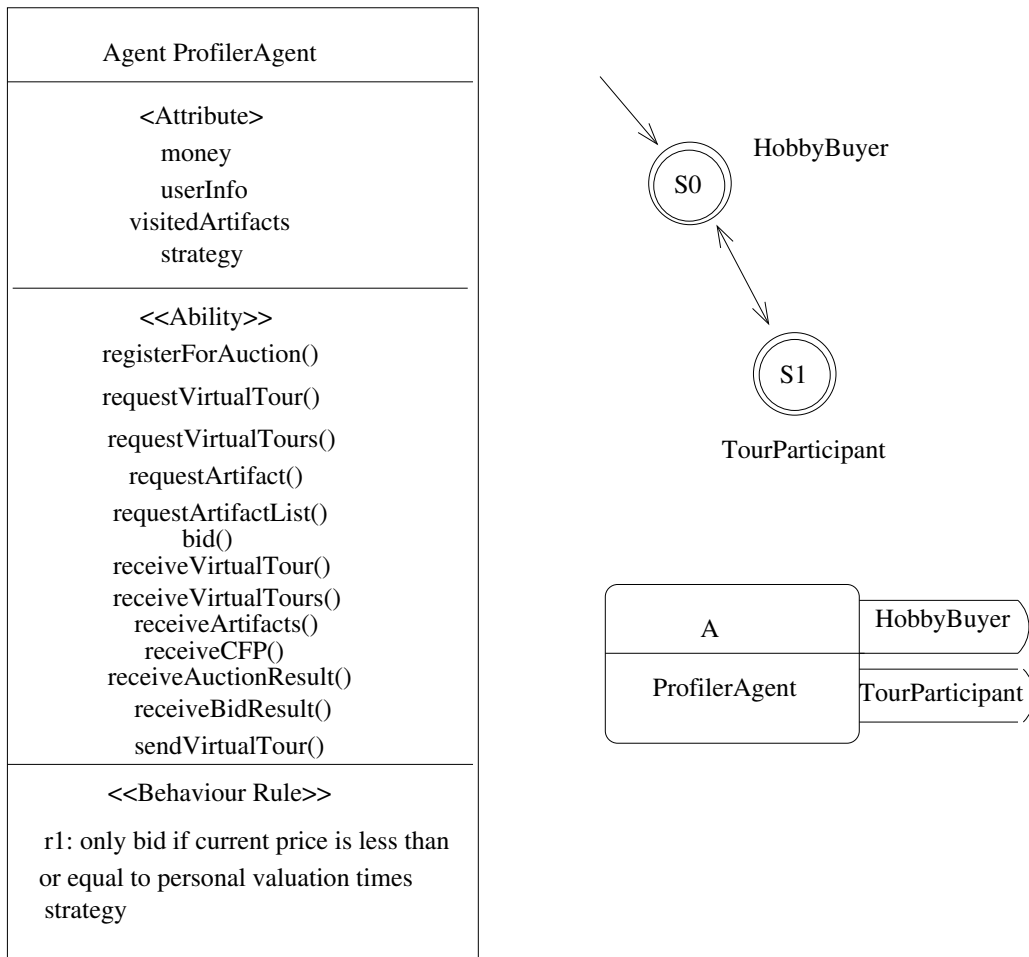 Agent ProfilerAgent
<Attribute>
money
userInfo
visitedArtifacts
strategy
<<Ability>>
registerForAuction()
requestVirtualTour()
requestVirtualTours()
requestArtifact()
requestArtifactList()
bid()
receiveVirtualTour()
receiveVirtualTours()
receiveArtifacts()
receiveCFP()
receiveAuctionResult()
receiveBidResult()
sendVirtualTour()
<<Behaviour Rule>>
r1: only bid if current price is less than
or equal to personal valuation times
strategy
HobbyBuyer
S0
S1
TourParticipant
A
HobbyBuyer
ProfilerAgent
TourParticipant